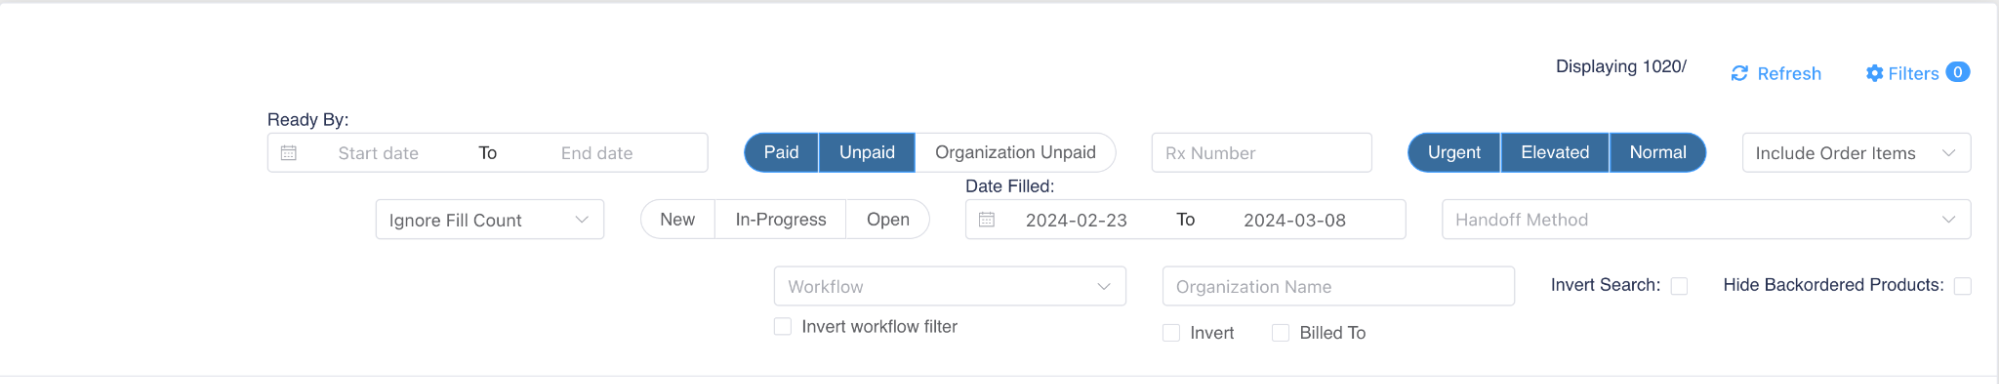 Displaying 1020/ Refresh Filters 0
Ready By:
Start date To End date Paid Unpaid Organization Unpaid Rx Number Urgent Elevated Normal Include Order Items
Date Filled:
Ignore Fill Count New In-Progress Open 2024-02-23 To 2024-03-08 Handoff Method
Workflow Organization Name Invert Search: Hide Backordered Products:
Invert workflow filter Invert Billed To